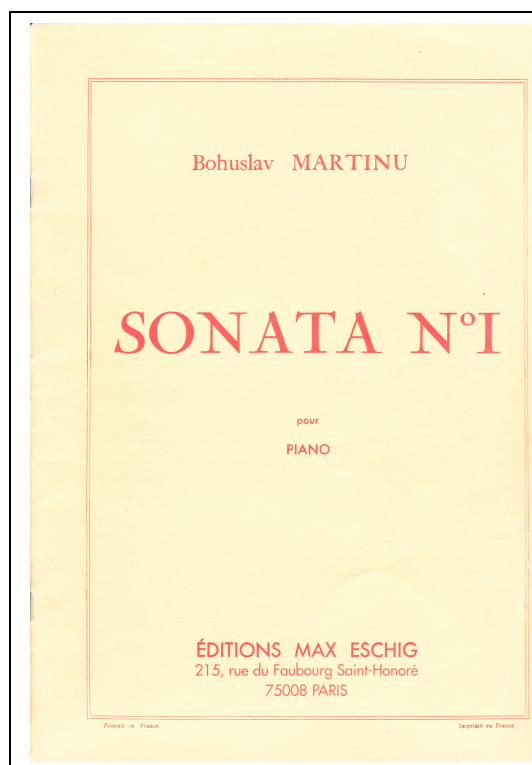 Bohuslav MARTINU
SONATA NºI
pour
PIANO
ÉDITIONS MAX ESCHIG
215, rue du Faubourg Saint-Honoré
75008 PARIS
Printed in France
Imprimé en France